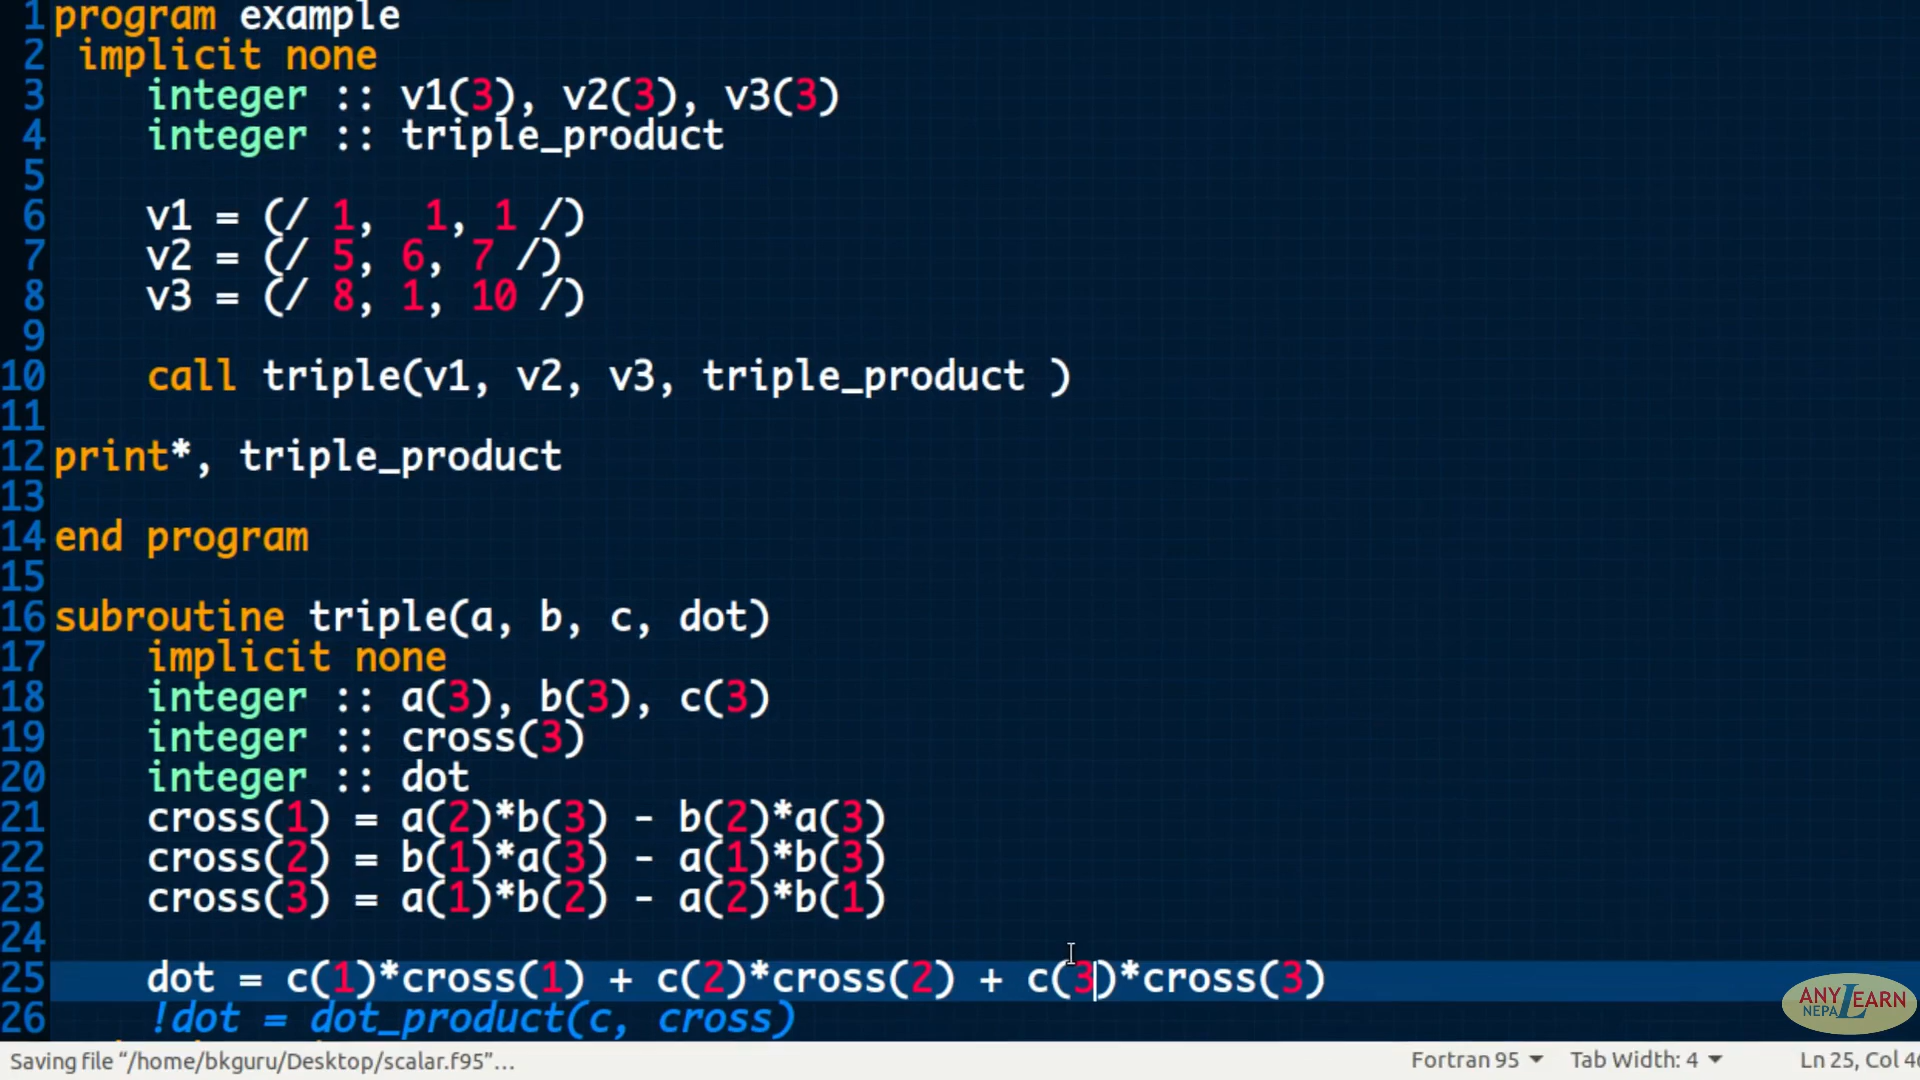 1 program example
2 implicit none
3 integer :: v1(3), v2(3), v3(3)
4 integer :: triple_product
5
6 v1 = (/ 1, 1, 1 /)
7 v2 = (/ 5, 6, 7 /)
8 v3 = (/ 8, 1, 10 /)
9
10 call triple(v1, v2, v3, triple_product )
11
12 print*, triple_product
13
14 end program
15
16 subroutine triple(a, b, c, dot)
17 implicit none
18 integer :: a(3), b(3), c(3)
19 integer :: cross(3)
20 integer :: dot
21 cross(1) = a(2)*b(3) - b(2)*a(3)
22 cross(2) = b(1)*a(3) - a(1)*b(3)
23 cross(3) = a(1)*b(2) - a(2)*b(1)
24
25 dot = c(1)*cross(1) + c(2)*cross(2) + c(3)*cross(3)
26 !dot = dot_product(c, cross)
ANY LEARN
NEPAL
Saving file “/home/bkguru/Desktop/scalar.f95”... Fortran 95 Tab Width: 4 Ln 25, Col